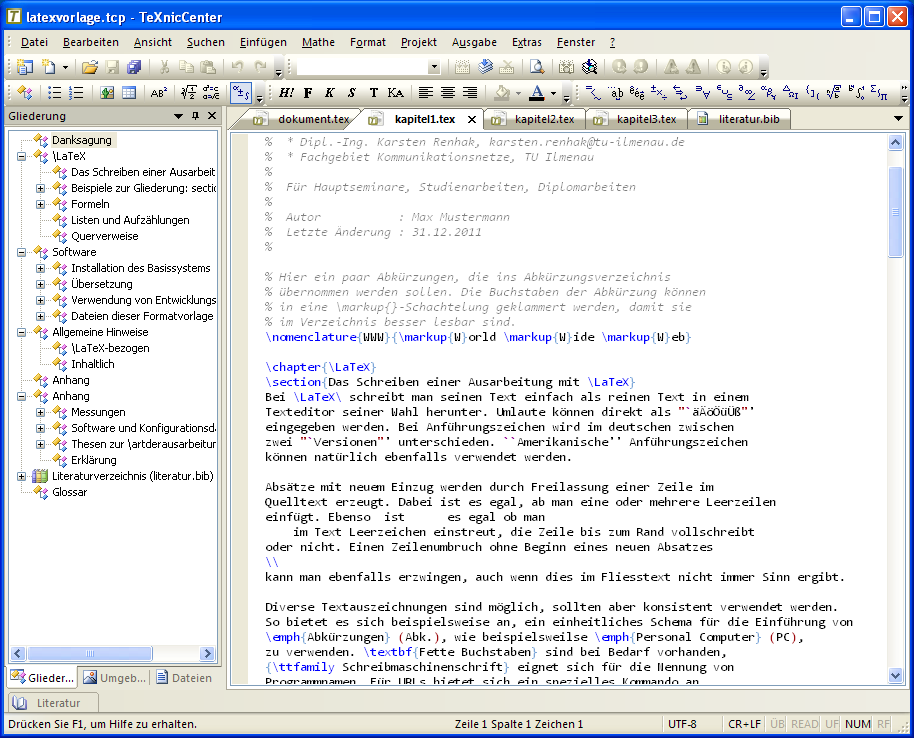 latexvorlage.tcp - TeXnicCenter
Datei Bearbeiten Ansicht Suchen Einfügen Mathe Format Projekt Ausgabe Extras Fenster ?
H! F K S T KA
Gliederung
dokument.tex kapitel1.tex kapitel2.tex kapitel3.tex literatur.bib
Danksagung
\LaTeX
Das Schreiben einer Ausarbeit
Beispiele zur Gliederung: sectio
Formeln
Listen und Aufzählungen
Querverweise
Software
Installation des Basissystems
Übersetzung
Verwendung von Entwicklungs
Dateien dieser Formatvorlage
Allgemeine Hinweise
\LaTeX-bezogen
Inhaltlich
Anhang
Anhang
Messungen
Software und Konfigurationsda
Thesen zur \artderausarbeitur
Erklärung
Literaturverzeichnis (literatur.bib)
Glossar
Glieder... Umgeb... Dateien
% * Dipl.-Ing. Karsten Renhak, karsten.renhak@tu-ilmenau.de
% * Fachgebiet Kommunikationsnetze, TU Ilmenau
%
% Für Hauptseminare, Studienarbeiten, Diplomarbeiten
%
% Autor : Max Mustermann
% Letzte Änderung : 31.12.2011
%
% Hier ein paar Abkürzungen, die ins Abkürzungsverzeichnis
% übernommen werden sollen. Die Buchstaben der Abkürzung können
% in eine \markup{}-Schachtelung geklammert werden, damit sie
% im Verzeichnis besser lesbar sind.
\nomenclature{WWW}{\markup{W}orld \markup{W}ide \markup{W}eb}
\chapter{\LaTeX}
\section{Das Schreiben einer Ausarbeitung mit \LaTeX}
Bei \LaTeX\ schreibt man seinen Text einfach als reinen Text in einem
Texteditor seiner Wahl herunter. Umlaute können direkt als "`äÄöÖüÜß"'
eingegeben werden. Bei Anführungszeichen wird im deutschen zwischen
zwei "`Versionen"' unterschieden. ``Amerikanische'' Anführungszeichen
können natürlich ebenfalls verwendet werden.
Absätze mit neuem Einzug werden durch Freilassung einer Zeile im
Quelltext erzeugt. Dabei ist es egal, ab man eine oder mehrere Leerzeilen
einfügt. Ebenso ist es egal ob man
im Text Leerzeichen einstreut, die Zeile bis zum Rand vollschreibt
oder nicht. Einen Zeilenumbruch ohne Beginn eines neuen Absatzes
\\
kann man ebenfalls erzwingen, auch wenn dies im Fliesstext nicht immer Sinn ergibt.
Diverse Textauszeichnungen sind möglich, sollten aber konsistent verwendet werden.
So bietet es sich beispielsweise an, ein einheitliches Schema für die Einführung von
\emph{Abkürzungen} (Abk.), wie beispielsweilse \emph{Personal Computer} (PC),
zu verwenden. \textbf{Fette Buchstaben} sind bei Bedarf vorhanden,
{\ttfamily Schreibmaschinenschrift} eignet sich für die Nennung von
Programmnamen. Für URLs bietet sich ein spezielles Kommando an
Literatur
Drücken Sie F1, um Hilfe zu erhalten. Zeile 1 Spalte 1 Zeichen 1 UTF-8 CR+LF ÜB READ UF NUM RF